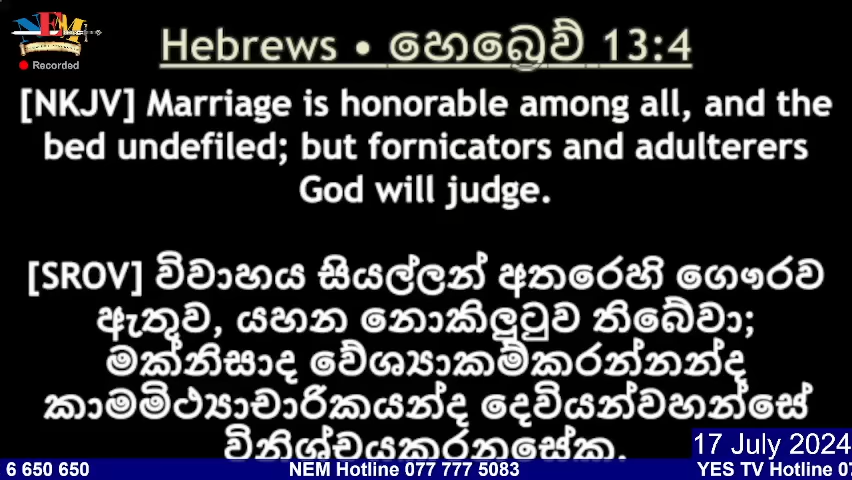 NEM
Recorded
Hebrews • හෙබ්‍රෙව් 13:4
[NKJV] Marriage is honorable among all, and the
bed undefiled; but fornicators and adulterers
God will judge.
[SROV] විවාහය සියල්ලන් අතරෙහි ගෞරව
ඇතුව, යහන නොකිලුටුව තිබේවා;
මක්නිසාද වේශ්‍යාකම්කරන්නන්ද
කාමමිථ්‍යාචාරිකයන්ද දෙවියන්වහන්සේ
විනිශ්චයකරනසේක.
17 July 2024
6 650 650 NEM Hotline 077 777 5083 YES TV Hotline 07